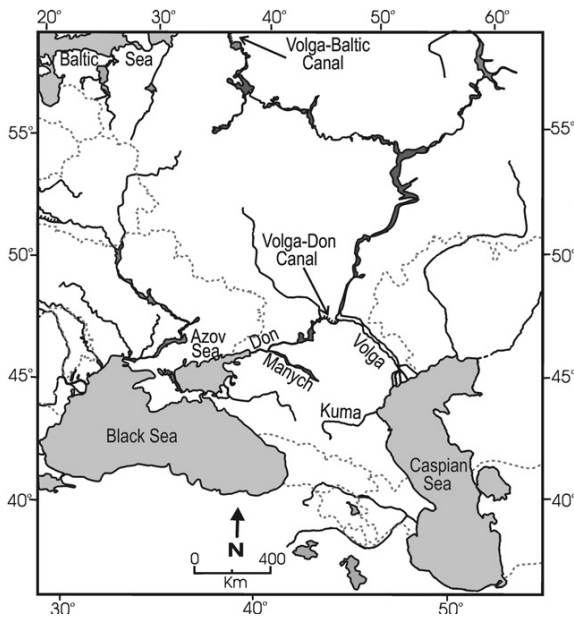 20° 30° 40° 50° 60°
Volga-Baltic
Canal
Baltic Sea
55° 55°
Volga-Don
Canal
50° 50°
Azov
Sea
Don
Volga
Manych
45° 45°
Kuma
Black Sea
Caspian
Sea
40° 40°
N
0 400
Km
30° 40° 50°